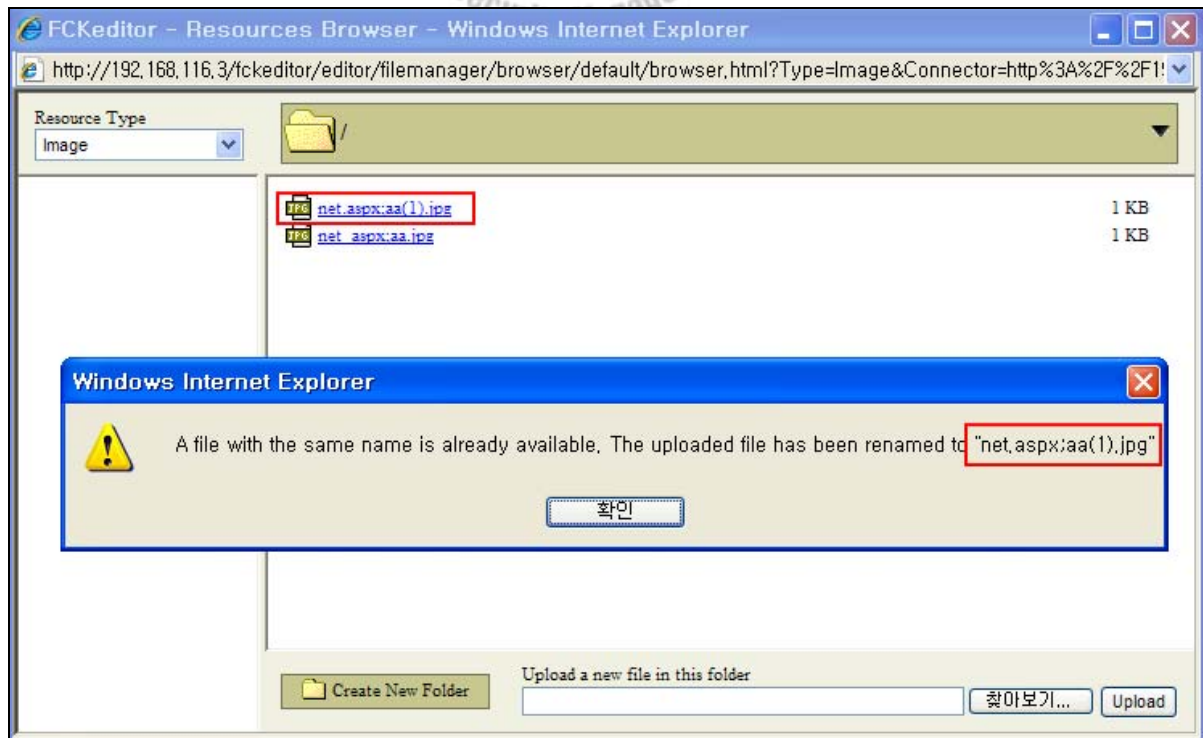 FCKeditor - Resources Browser - Windows Internet Explorer
http://192.168.116.3/fckeditor/editor/filemanager/browser/default/browser.html?Type=Image&Connector=http%3A%2F%2F1
Resource Type
Image
/
net.aspx;aa(1).jpg 1 KB
net_aspx;aa.jpg 1 KB
Windows Internet Explorer
A file with the same name is already available. The uploaded file has been renamed to "net.aspx;aa(1).jpg"
확인
Create New Folder
Upload a new file in this folder
찾아보기...
Upload